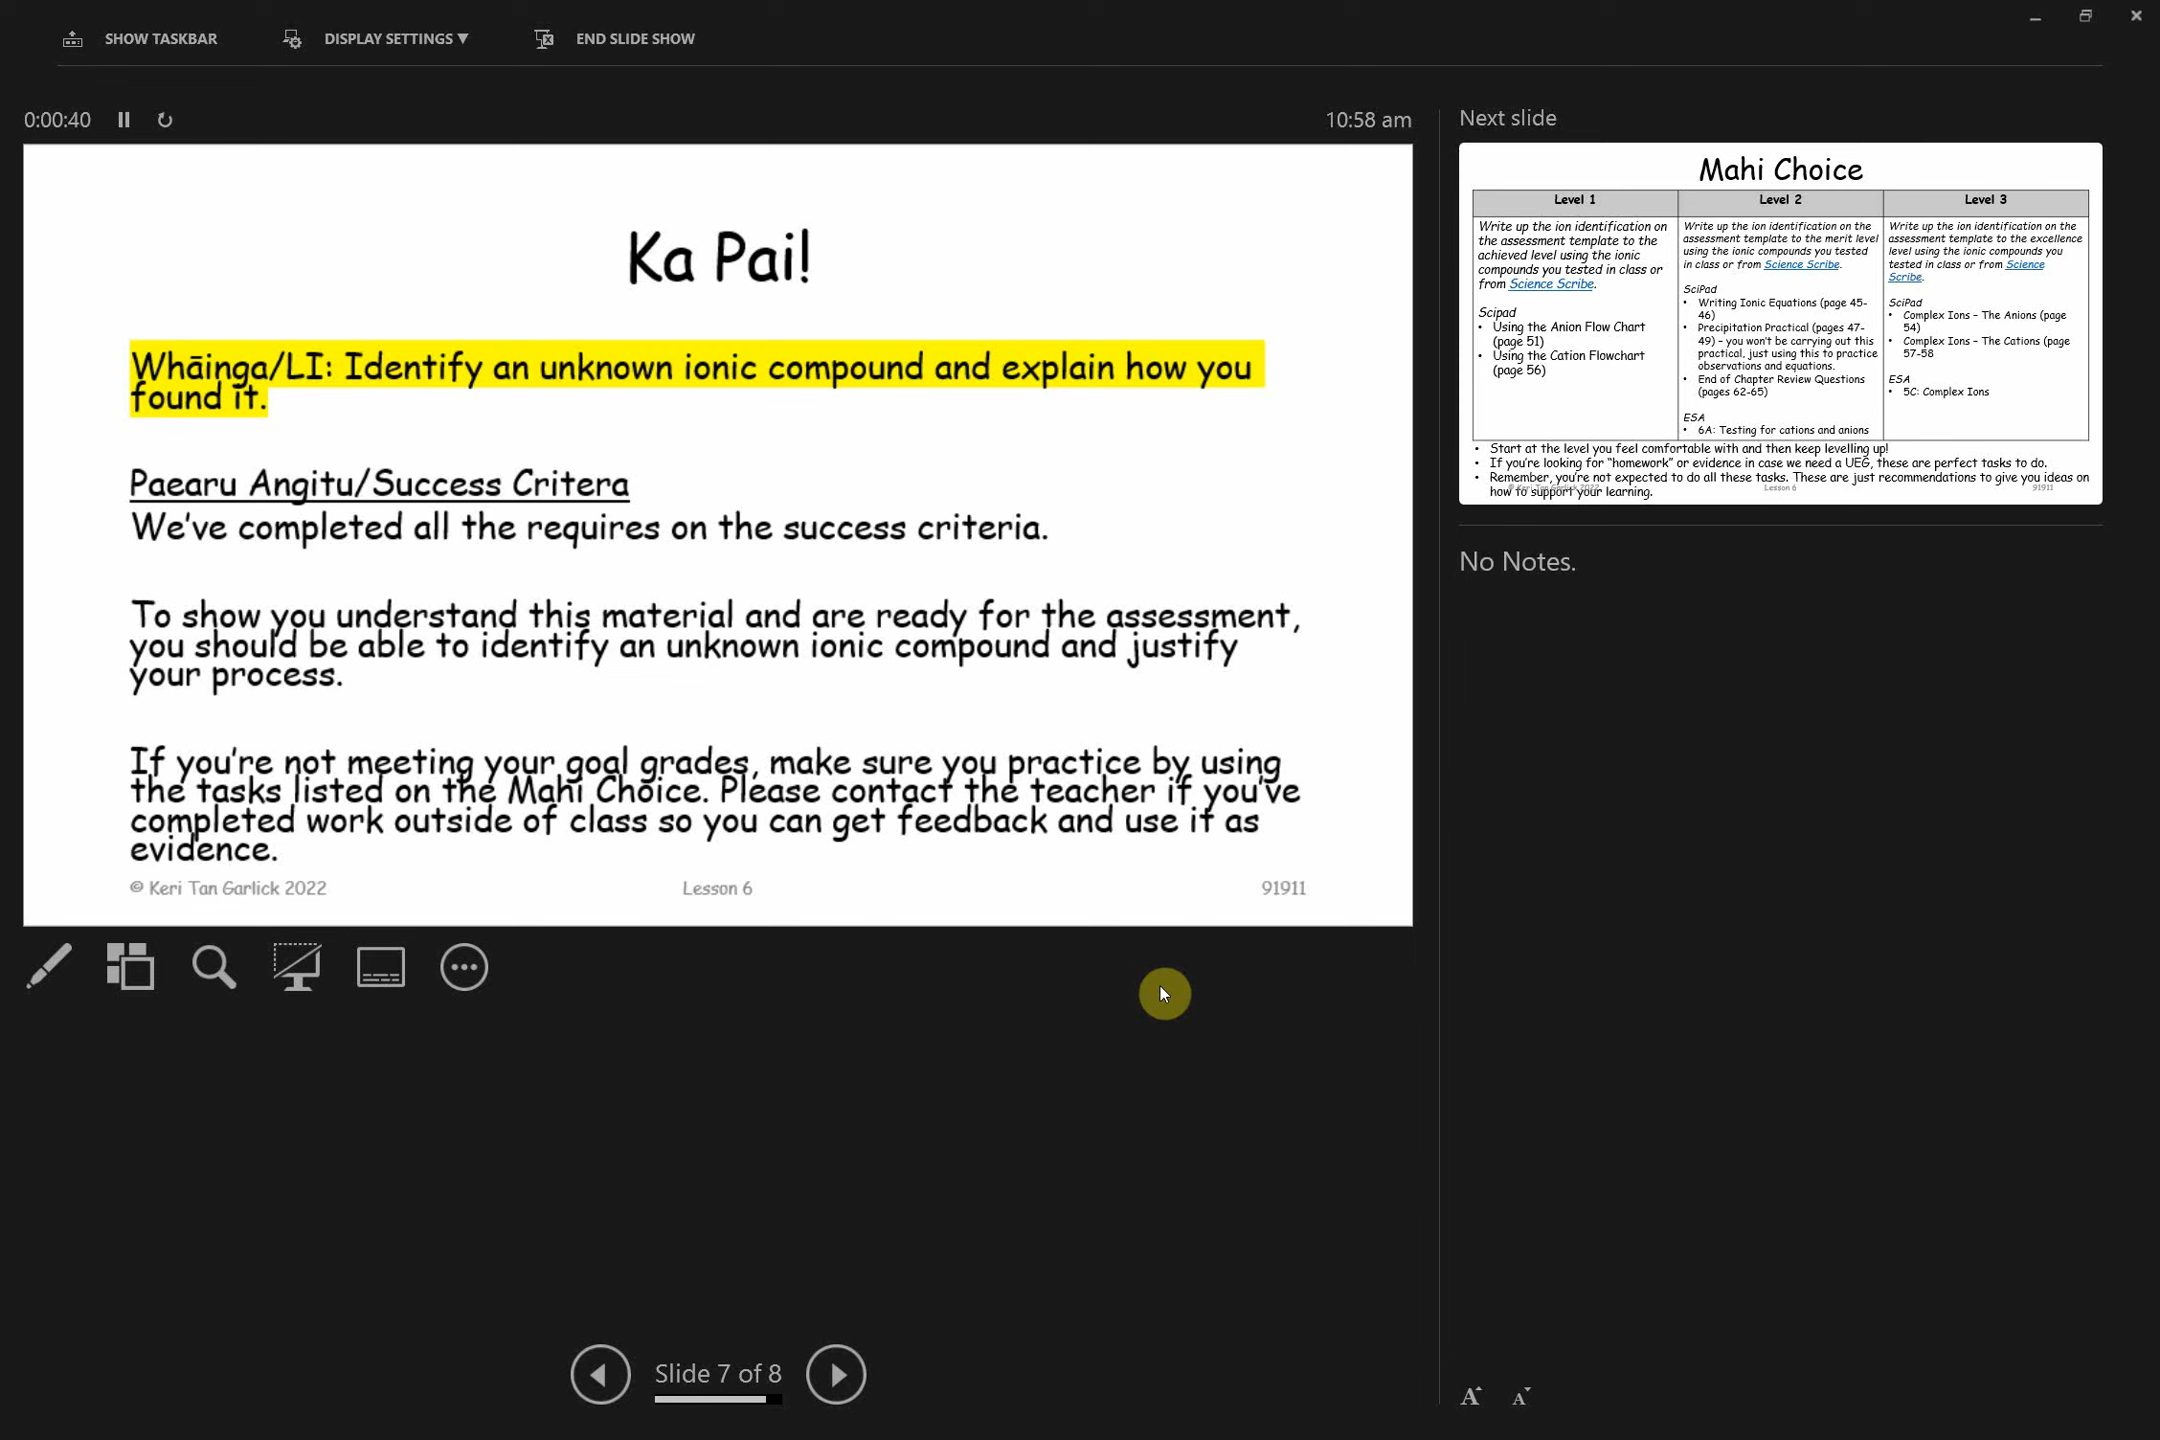 SHOW TASKBAR
DISPLAY SETTINGS ▼
END SLIDE SHOW
0:00:40
10:58 am
Ka Pai!
Whāinga/LI: Identify an unknown ionic compound and explain how you
found it.
Paearu Angitu/Success Critera
We've completed all the requires on the success criteria.
To show you understand this material and are ready for the assessment,
you should be able to identify an unknown ionic compound and justify
your process.
If you're not meeting your goal grades, make sure you practice by using
the tasks listed on the Mahi Choice. Please contact the teacher if you've
completed work outside of class so you can get feedback and use it as
evidence.
© Keri Tan Garlick 2022
Lesson 6
91911
Slide 7 of 8
Next slide
Mahi Choice
Level 1
Write up the ion identification on
the assessment template to the
achieved level using the ionic
compounds you tested in class or
from Science Scribe.
Scipad
• Using the Anion Flow Chart
(page 51)
• Using the Cation Flowchart
(page 56)
Level 2
Write up the ion identification on the
assessment template to the merit level
using the ionic compounds you tested
in class or from Science Scribe.
SciPad
• Writing Ionic Equations (page 45-
46)
• Precipitation Practical (pages 47-
49) – you won't be carrying out this
practical, just using this to practice
observations and equations.
• End of Chapter Review Questions
(pages 62-65)
ESA
• 6A: Testing for cations and anions
Level 3
Write up the ion identification on the
assessment template to the excellence
level using the ionic compounds you
tested in class or from Science
Scribe.
SciPad
• Complex Ions – The Anions (page
54)
• Complex Ions – The Cations (page
57-58
ESA
• 5C: Complex Ions
• Start at the level you feel comfortable with and then keep levelling up!
• If you're looking for "homework" or evidence in case we need a UEG, these are perfect tasks to do.
• Remember, you're not expected to do all these tasks. These are just recommendations to give you ideas on
how to support your learning.
© Keri Tan Garlick 2022
Lesson 6
91911
No Notes.
A
A